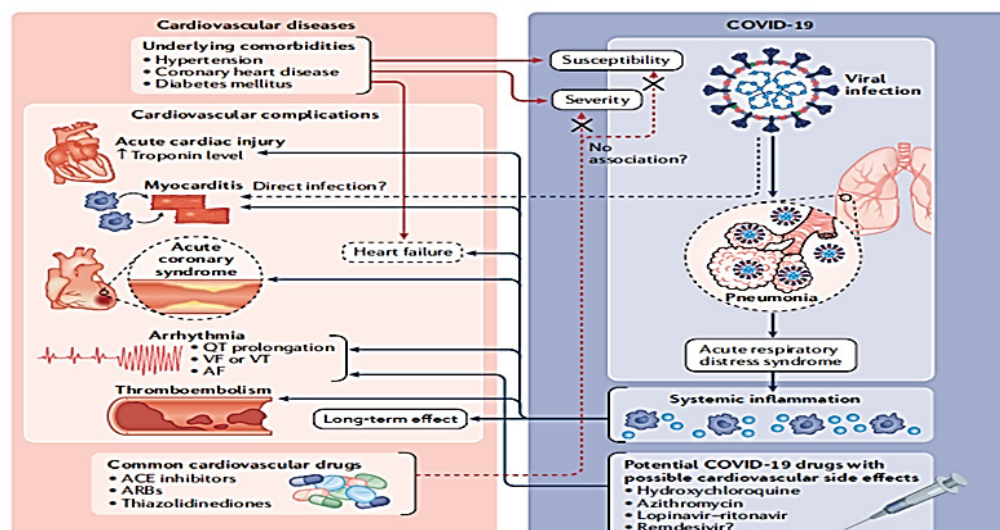 Cardiovascular diseases
Underlying comorbidities
• Hypertension
• Coronary heart disease
• Diabetes mellitus
Cardiovascular complications
Acute cardiac injury
↑ Troponin level
Myocarditis
Direct infection?
Acute
coronary
syndrome
Heart failure
Arrhythmia
• QT prolongation
• VF or VT
• AF
Thromboembolism
Long-term effect
Common cardiovascular drugs
• ACE inhibitors
• ARBs
• Thiazolidinediones
COVID-19
Susceptibility
Severity
No
association?
Viral
infection
Pneumonia
Acute respiratory
distress syndrome
Systemic inflammation
Potential COVID-19 drugs with
possible cardiovascular side effects
• Hydroxychloroquine
• Azithromycin
• Lopinavir–ritonavir
• Remdesivir?